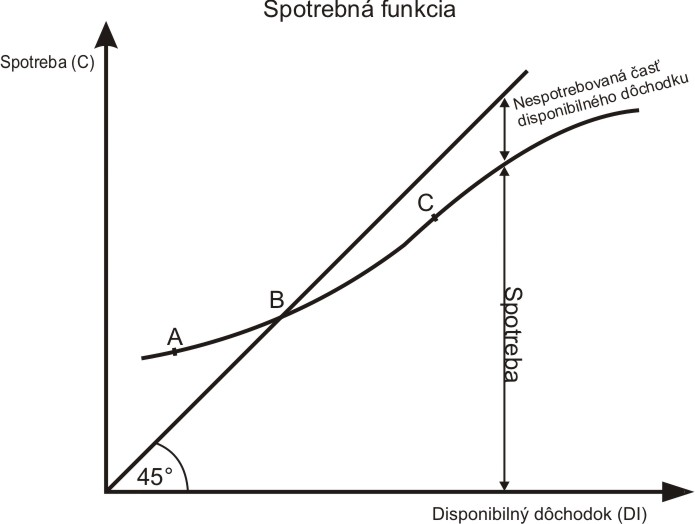 Spotrebná funkcia
Spotreba (C)
Nespotrebovaná časť
disponibilného dôchodku
C
B
A
Spotreba
45°
Disponibilný dôchodok (DI)